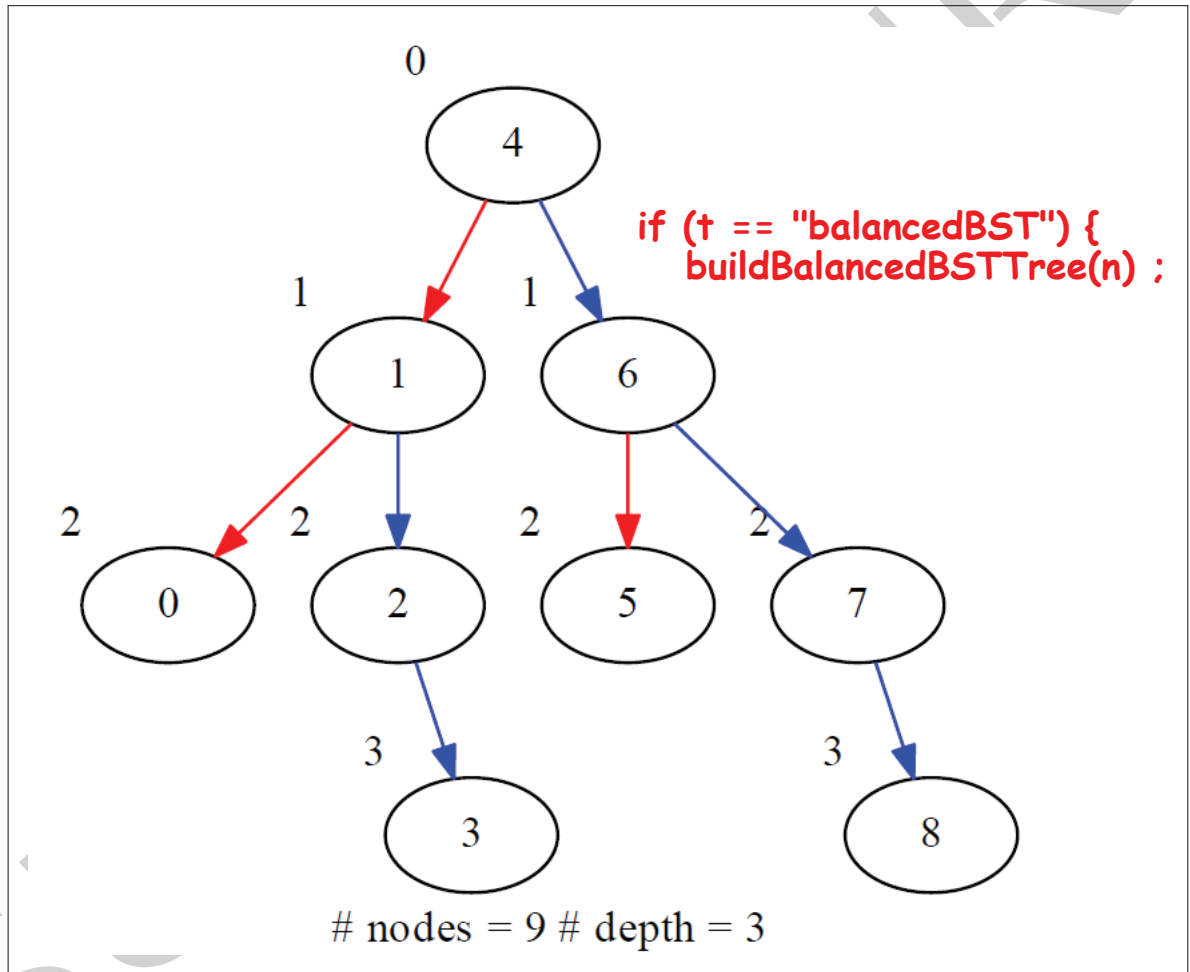 0
4
if (t == "balancedBST") {
buildBalancedBSTTree(n) ;
1 1
1 6
2 2 2 2
0 2 5 7
3 3
3 8
# nodes = 9 # depth = 3